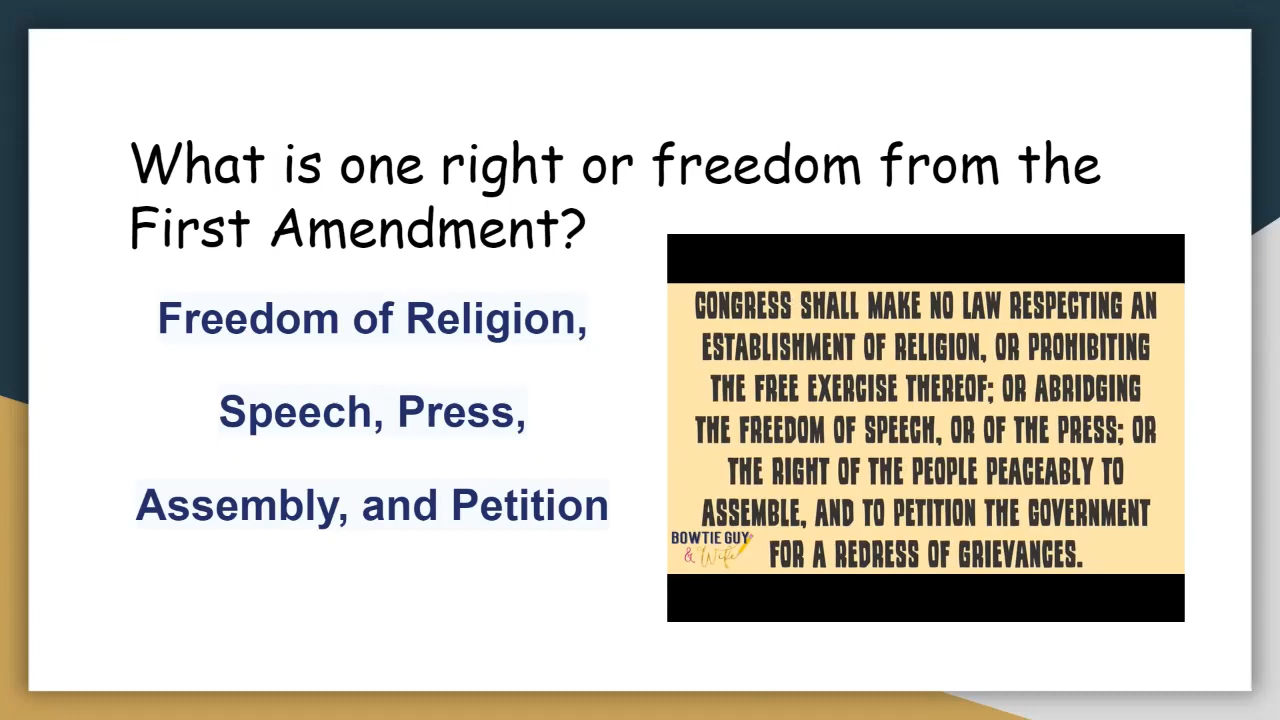 What is one right or freedom from the
First Amendment?
Freedom of Religion,
Speech, Press,
Assembly, and Petition
CONGRESS SHALL MAKE NO LAW RESPECTING AN
ESTABLISHMENT OF RELIGION, OR PROHIBITING
THE FREE EXERCISE THEREOF; OR ABRIDGING
THE FREEDOM OF SPEECH, OR OF THE PRESS; OR
THE RIGHT OF THE PEOPLE PEACEABLY TO
ASSEMBLE, AND TO PETITION THE GOVERNMENT
FOR A REDRESS OF GRIEVANCES.
BOWTIE GUY
& Wife